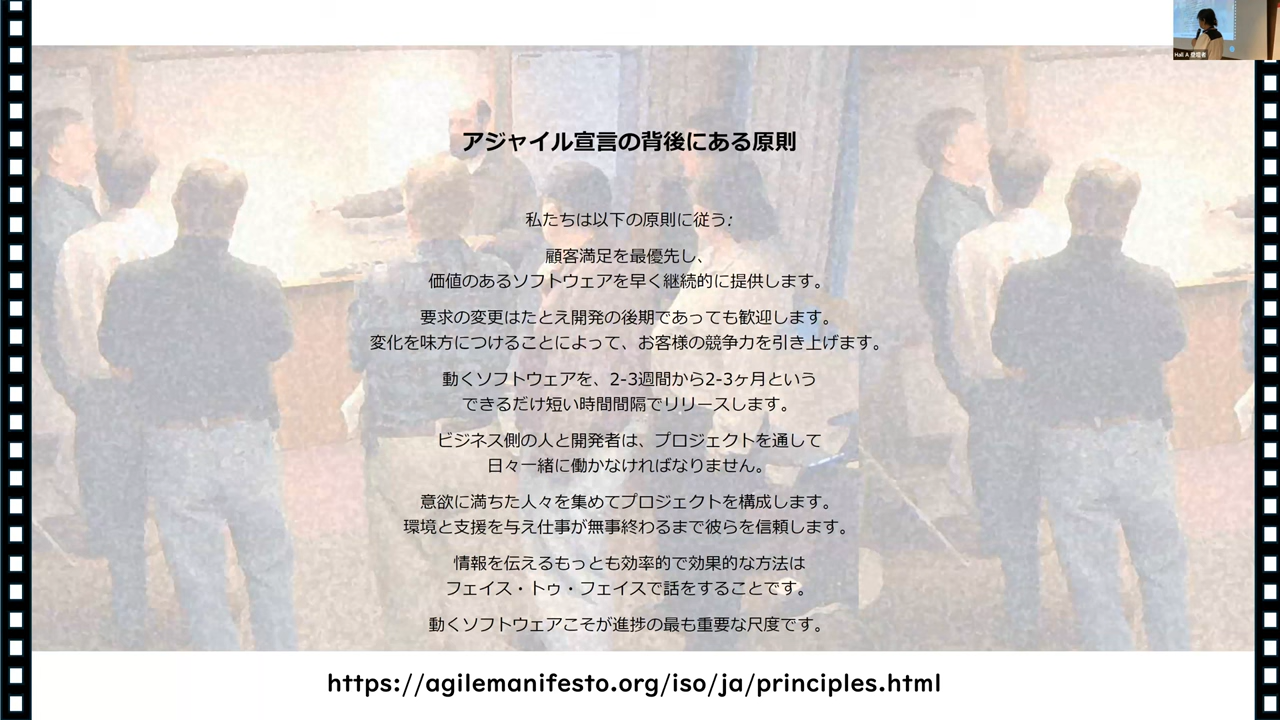 Hall A 登壇者
アジャイル宣言の背後にある原則
私たちは以下の原則に従う:
顧客満足を最優先し、
価値のあるソフトウェアを早く継続的に提供します。
要求の変更はたとえ開発の後期であっても歓迎します。
変化を味方につけることによって、お客様の競争力を引き上げます。
動くソフトウェアを、2-3週間から2-3ヶ月という
できるだけ短い時間間隔でリリースします。
ビジネス側の人と開発者は、プロジェクトを通して
日々一緒に働かなければなりません。
意欲に満ちた人々を集めてプロジェクトを構成します。
環境と支援を与え仕事が無事終わるまで彼らを信頼します。
情報を伝えるもっとも効率的で効果的な方法は
フェイス・トゥ・フェイスで話をすることです。
動くソフトウェアこそが進捗の最も重要な尺度です。
https://agilemanifesto.org/iso/ja/principles.html